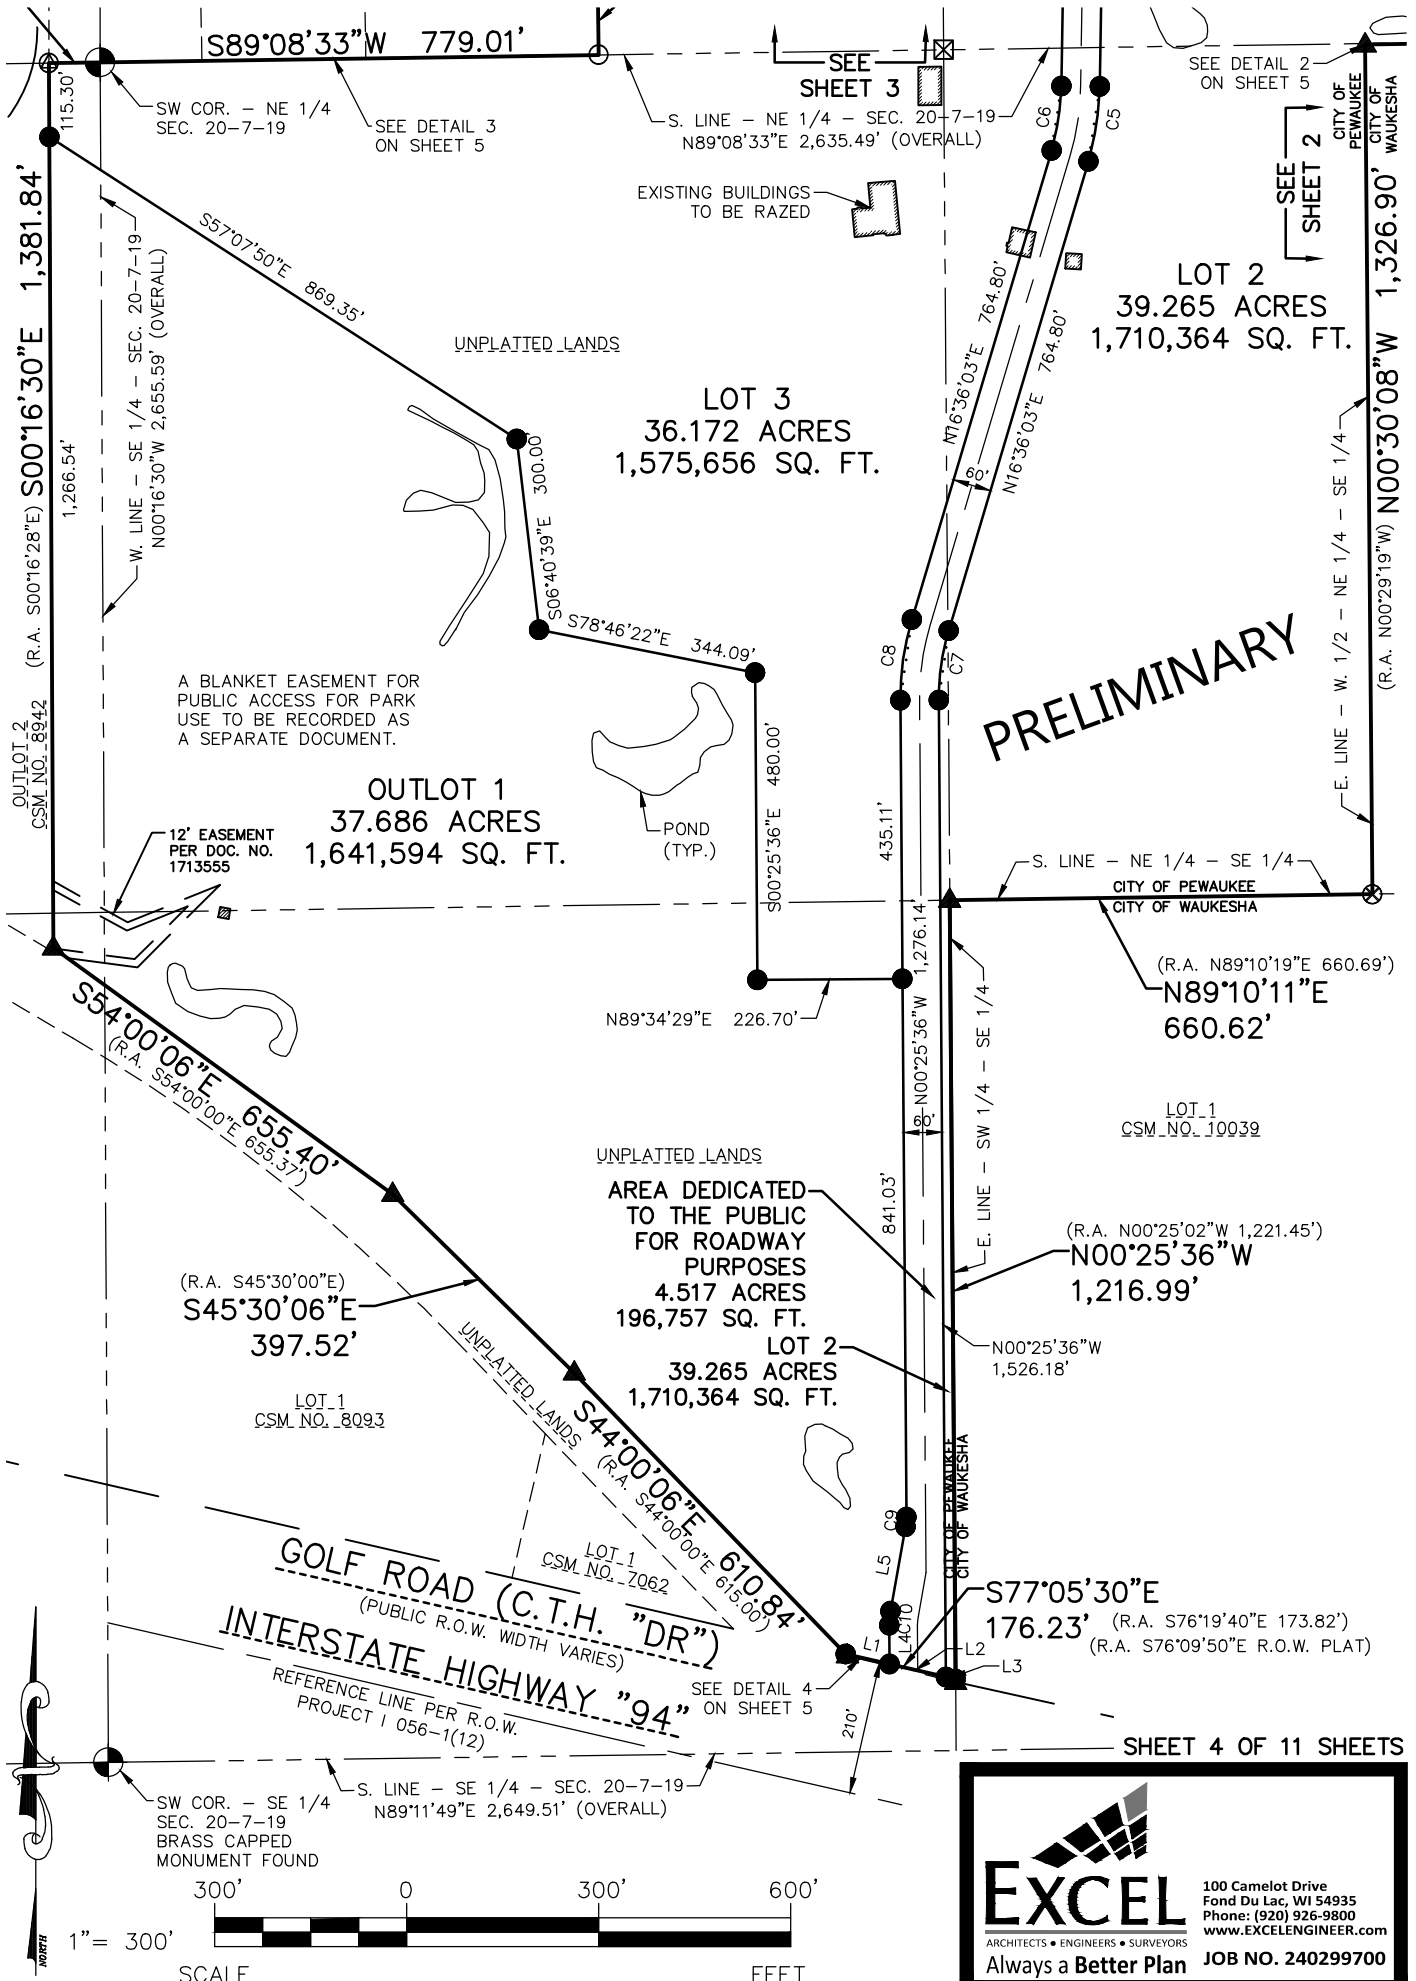 S89°08'33"W 779.01'
115.30'
SW COR. – NE 1/4
SEC. 20–7–19
SEE DETAIL 3
ON SHEET 5
SEE
SHEET 3
S. LINE – NE 1/4 – SEC. 20–7–19
N89°08'33"E 2,635.49' (OVERALL)
C6
C5
SEE DETAIL 2
ON SHEET 5
CITY OF
PEWAUKEE
CITY OF
WAUKESHA
SEE
SHEET 2
EXISTING BUILDINGS
TO BE RAZED
(R.A. S00°16'28"E) S00°16'30"E 1,381.84'
1,266.54'
W. LINE – SE 1/4 – SEC. 20–7–19
N00°16'30"W 2,655.59' (OVERALL)
S57°07'50"E 869.35'
UNPLATTED LANDS
LOT 3
36.172 ACRES
1,575,656 SQ. FT.
LOT 2
39.265 ACRES
1,710,364 SQ. FT.
N16°36'03"E 764.80'
N16°36'03"E 764.80'
60'
E. LINE – W. 1/2 – NE 1/4 – SE 1/4
(R.A. N00°29'19"W) N00°30'08"W 1,326.90'
S06°40'39"E 300.00'
S78°46'22"E 344.09'
C8
C7
PRELIMINARY
OUTLOT 2
CSM NO. 8942
A BLANKET EASEMENT FOR
PUBLIC ACCESS FOR PARK
USE TO BE RECORDED AS
A SEPARATE DOCUMENT.
OUTLOT 1
37.686 ACRES
1,641,594 SQ. FT.
12' EASEMENT
PER DOC. NO.
1713555
POND
(TYP.)
S00°25'36"E 480.00'
435.11'
S. LINE – NE 1/4 – SE 1/4
CITY OF PEWAUKEE
CITY OF WAUKESHA
(R.A. N89°10'19"E 660.69')
N89°10'11"E
660.62'
N89°34'29"E 226.70'
N00°25'36"W 1,276.14'
E. LINE – SW 1/4 – SE 1/4
S54°00'06"E 655.40'
(R.A. S54°00'00"E 655.37')
LOT 1
CSM NO. 10039
60'
841.03'
UNPLATTED LANDS
AREA DEDICATED
TO THE PUBLIC
FOR ROADWAY
PURPOSES
4.517 ACRES
196,757 SQ. FT.
LOT 2
39.265 ACRES
1,710,364 SQ. FT.
(R.A. N00°25'02"W 1,221.45')
N00°25'36"W
1,216.99'
N00°25'36"W
1,526.18'
(R.A. S45°30'00"E)
S45°30'06"E
397.52'
LOT 1
CSM NO. 8093
UNPLATTED LANDS
S44°00'06"E 610.84'
(R.A. S44°00'00"E 615.00')
CITY OF PEWAUKEE
CITY OF WAUKESHA
C9
L5
C10
L4
L1
L2
L3
S77°05'30"E
176.23' (R.A. S76°19'40"E 173.82')
(R.A. S76°09'50"E R.O.W. PLAT)
LOT 1
CSM NO. 7062
GOLF ROAD (C.T.H. "DR")
(PUBLIC R.O.W. WIDTH VARIES)
INTERSTATE HIGHWAY "94"
REFERENCE LINE PER R.O.W.
PROJECT I 056–1(12)
SEE DETAIL 4
ON SHEET 5
210'
SHEET 4 OF 11 SHEETS
S. LINE – SE 1/4 – SEC. 20–7–19
N89°11'49"E 2,649.51' (OVERALL)
SW COR. – SE 1/4
SEC. 20–7–19
BRASS CAPPED
MONUMENT FOUND
300' 0 300' 600'
1"= 300'
SCALE FEET
NORTH
EXCEL
ARCHITECTS • ENGINEERS • SURVEYORS
Always a Better Plan
100 Camelot Drive
Fond Du Lac, WI 54935
Phone: (920) 926-9800
www.EXCELENGINEER.com
JOB NO. 240299700